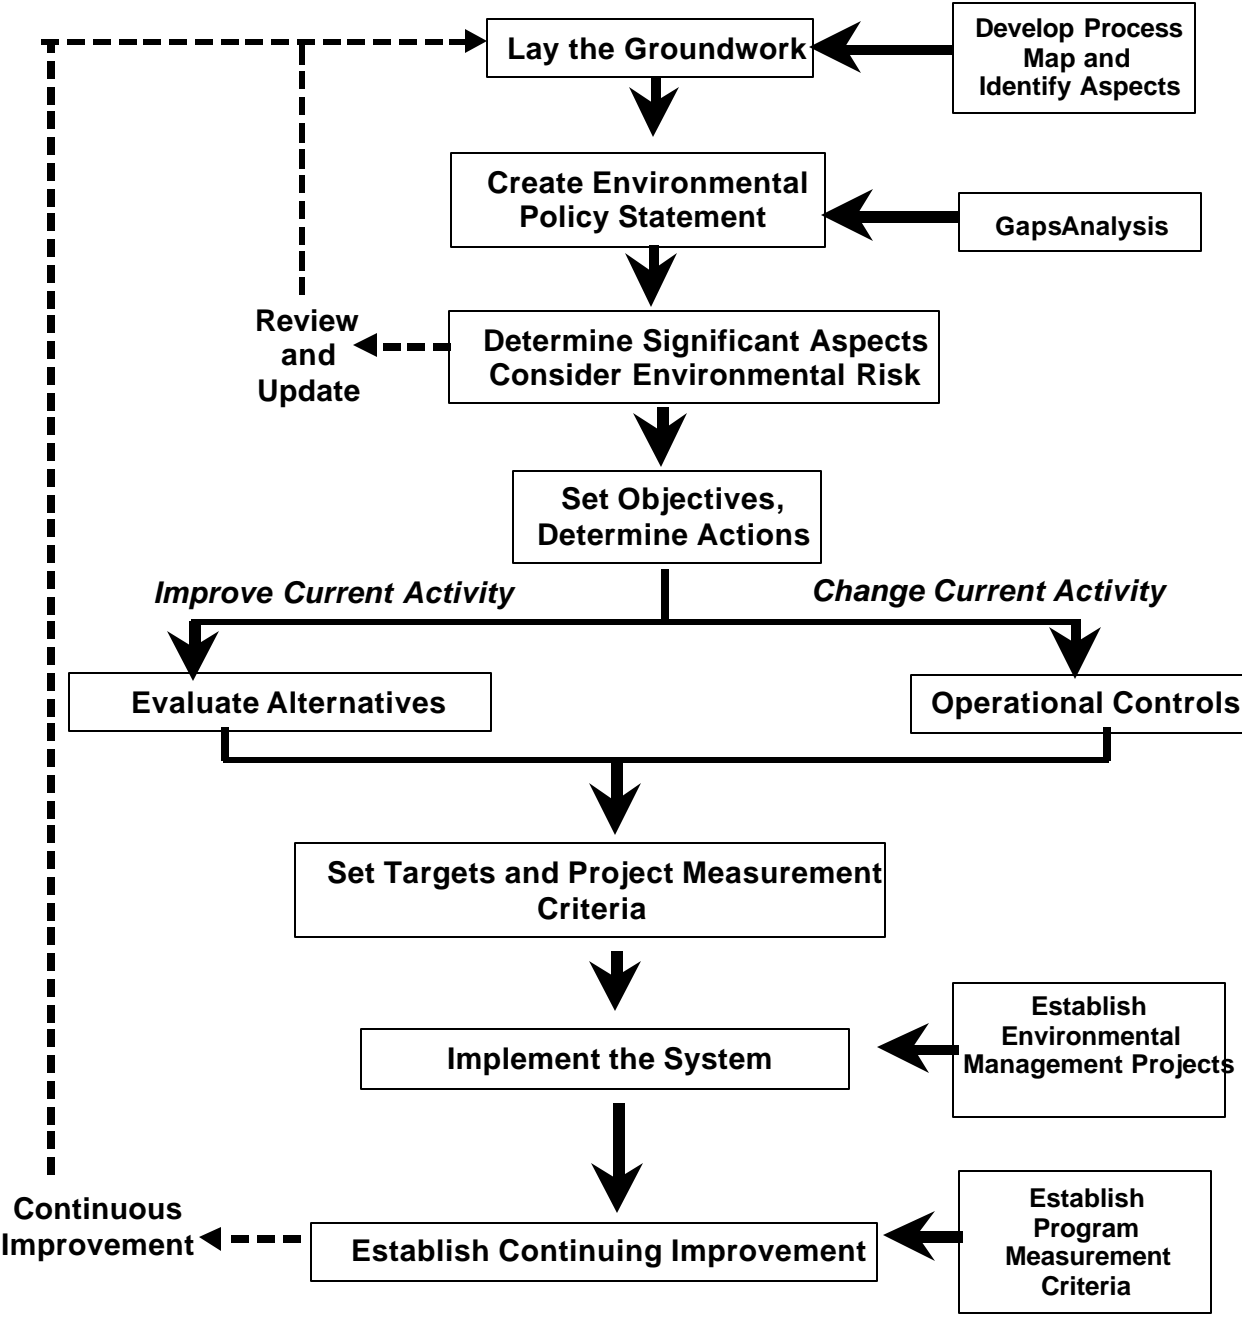 Lay the Groundwork
Develop Process
Map and
Identify Aspects
Create Environmental
Policy Statement
GapsAnalysis
Review
and
Update
Determine Significant Aspects
Consider Environmental Risk
Set Objectives,
Determine Actions
Improve Current Activity
Change Current Activity
Evaluate Alternatives
Operational Controls
Set Targets and Project Measurement
Criteria
Implement the System
Establish
Environmental
Management Projects
Continuous
Improvement
Establish Continuing Improvement
Establish
Program
Measurement
Criteria